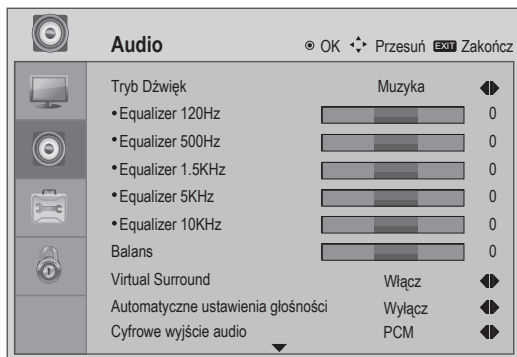 Audio OK Przesuń EXIT Zakończ
Tryb Dźwięk Muzyka
•Equalizer 120Hz 0
•Equalizer 500Hz 0
•Equalizer 1.5KHz 0
•Equalizer 5KHz 0
•Equalizer 10KHz 0
Balans 0
Virtual Surround Włącz
Automatyczne ustawienia głośności Wyłącz
Cyfrowe wyjście audio PCM